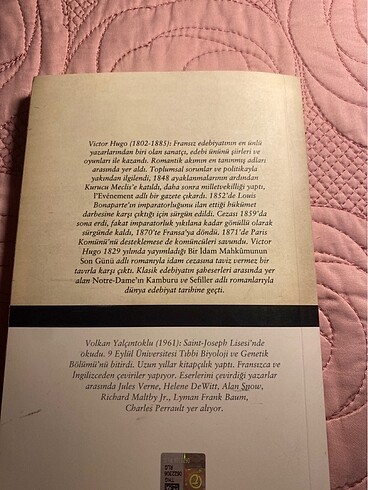 Victor Hugo (1802-1885): Fransız edebiyatının en ünlü
yazarlarından biri olan sanatçı, edebi ününü şiirleri ve
oyunları ile kazandı. Romantik akımın en tanınmış adları
arasında yer aldı. Toplumsal sorunlar ve politikayla
yakından ilgilendi, 1848 ayaklanmalarının ardından
Kurucu Meclis'e katıldı, daha sonra milletvekilliği yaptı,
l'Evénement adlı bir gazete çıkardı. 1852'de Louis
Bonaparte'ın imparatorluğunu ilan ettiği hükümet
darbesine karşı çıktığı için sürgün edildi. Cezası 1859'da
sona erdi, fakat imparatorluk yıkılana kadar gönüllü olarak
sürgünde kaldı, 1870'te Fransa'ya döndü. 1871'de Paris
Komünü'nü desteklemese de komüncüleri savundu. Victor
Hugo 1829 yılında yayımladığı Bir İdam Mahkûmunun
Son Günü adlı romanıyla idam cezasına taviz vermez bir
tavırla karşı çıktı. Klasik edebiyatın şaheserleri arasında yer
alan Notre-Dame'ın Kamburu ve Sefiller adlı romanlarıyla
dünya edebiyat tarihine geçti.
Volkan Yalçıntoklu (1961): Saint-Joseph Lisesi'nde
okudu. 9 Eylül Üniversitesi Tıbbi Biyoloji ve Genetik
Bölümü'nü bitirdi. Uzun yıllar kitapçılık yaptı. Fransızca ve
İngilizceden çeviriler yapıyor. Eserlerini çevirdiği yazarlar
arasında Jules Verne, Helene DeWitt, Alan Snow,
Richard Maltby Jr., Lyman Frank Baum,
Charles Perrault yer alıyor.